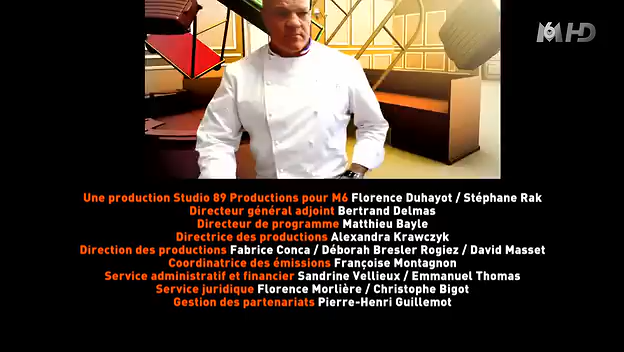 M6HD
Une production Studio 89 Productions pour M6 Florence Duhayot / Stéphane Rak
Directeur général adjoint Bertrand Delmas
Directeur de programme Matthieu Bayle
Directrice des productions Alexandra Krawczyk
Direction des productions Fabrice Conca / Déborah Bresler Rogiez / David Masset
Coordinatrice des émissions Françoise Montagnon
Service administratif et financier Sandrine Vellieux / Emmanuel Thomas
Service juridique Florence Morlière / Christophe Bigot
Gestion des partenariats Pierre-Henri Guillemot